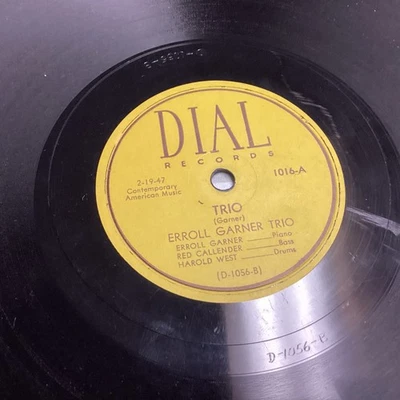 DIAL
RECORDS
2-19-47
Contemporary
American Music
1016-A
TRIO
(Garner)
ERROLL GARNER TRIO
ERROLL GARNER Piano
RED CALLENDER Bass
HAROLD WEST Drums
(D-1056-B)
D-1056-B